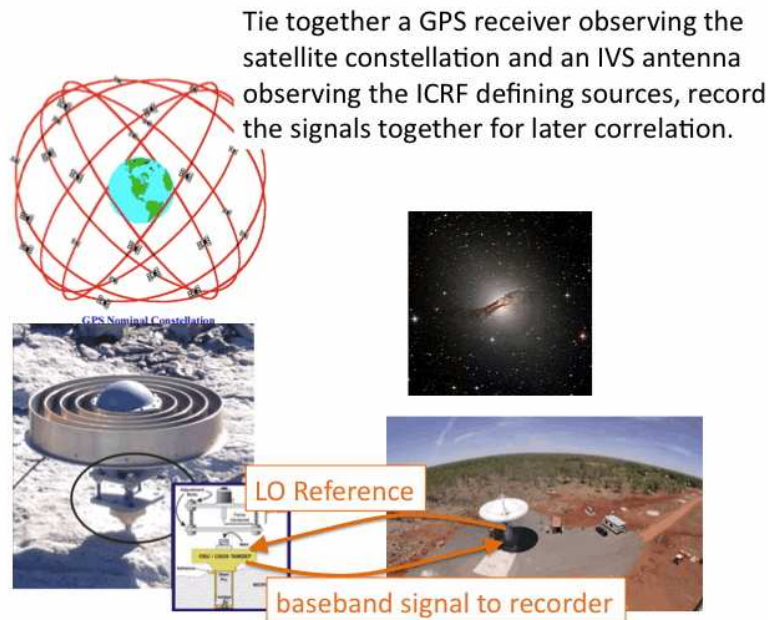 Tie together a GPS receiver observing the
satellite constellation and an IVS antenna
observing the ICRF defining sources, record
the signals together for later correlation.
GPS Nominal Constellation
LO Reference
baseband signal to recorder